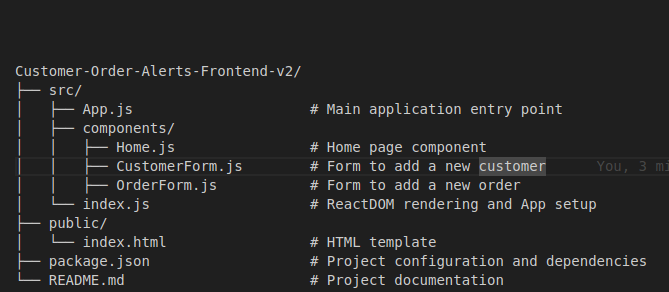 Customer-Order-Alerts-Frontend-v2/
├── src/
│   ├── App.js                     # Main application entry point
│   ├── components/
│   │   ├── Home.js                # Home page component
│   │   ├── CustomerForm.js        # Form to add a new customer      You, 3 mi
│   │   ├── OrderForm.js           # Form to add a new order
│   └── index.js                   # ReactDOM rendering and App setup
├── public/
│   └── index.html                 # HTML template
├── package.json                   # Project configuration and dependencies
└── README.md                      # Project documentation